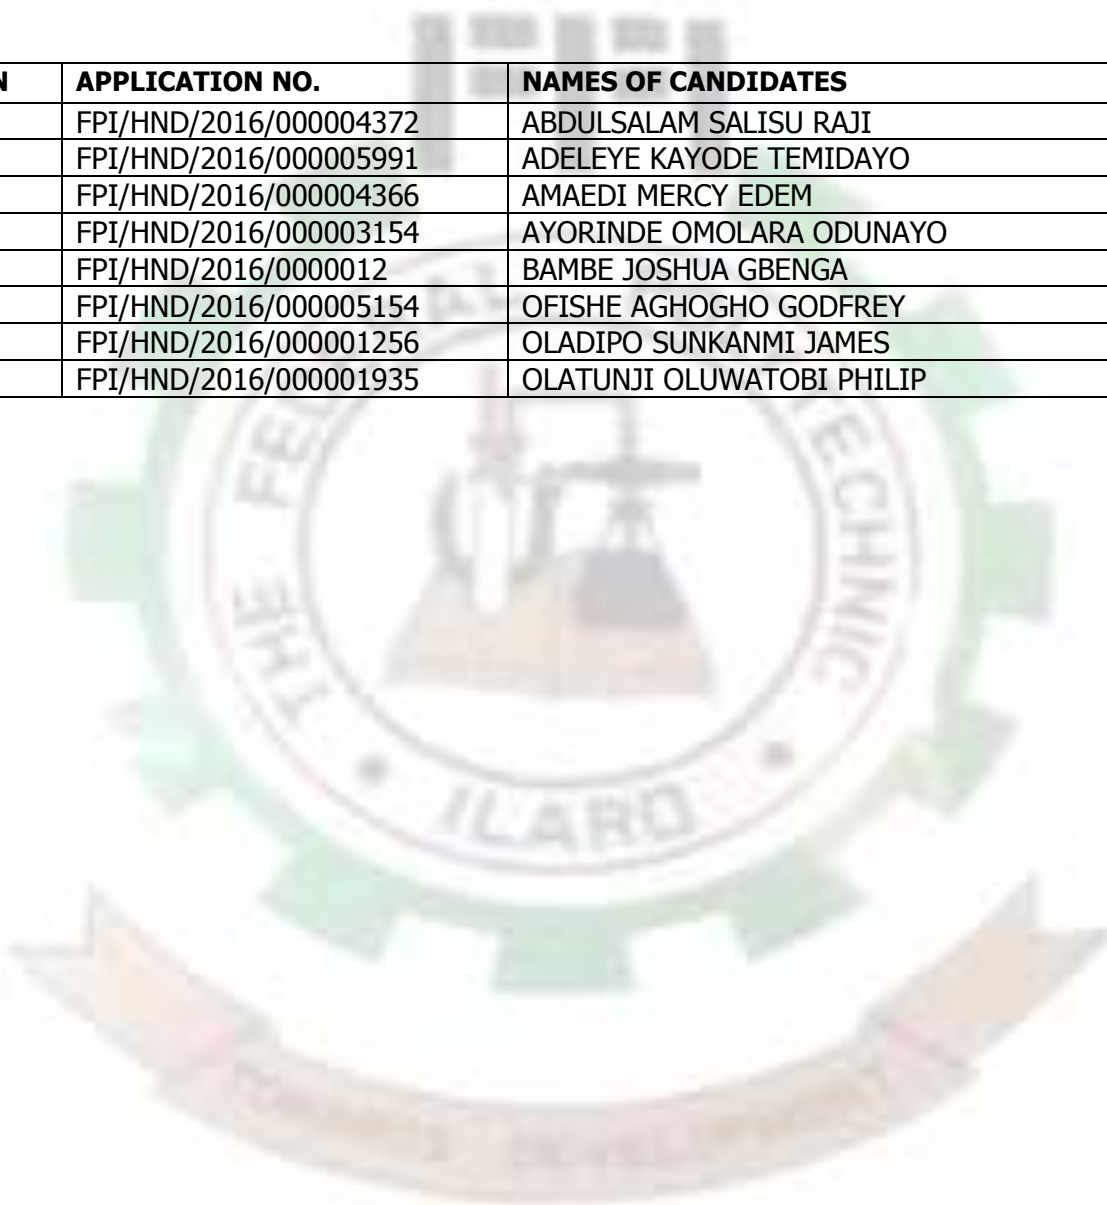 N APPLICATION NO. NAMES OF CANDIDATES
FPI/HND/2016/000004372 ABDULSALAM SALISU RAJI
FPI/HND/2016/000005991 ADELEYE KAYODE TEMIDAYO
FPI/HND/2016/000004366 AMAEDI MERCY EDEM
FPI/HND/2016/000003154 AYORINDE OMOLARA ODUNAYO
FPI/HND/2016/0000012 BAMBE JOSHUA GBENGA
FPI/HND/2016/000005154 OFISHE AGHOGHO GODFREY
FPI/HND/2016/000001256 OLADIPO SUNKANMI JAMES
FPI/HND/2016/000001935 OLATUNJI OLUWATOBI PHILIP
THE
ILARO